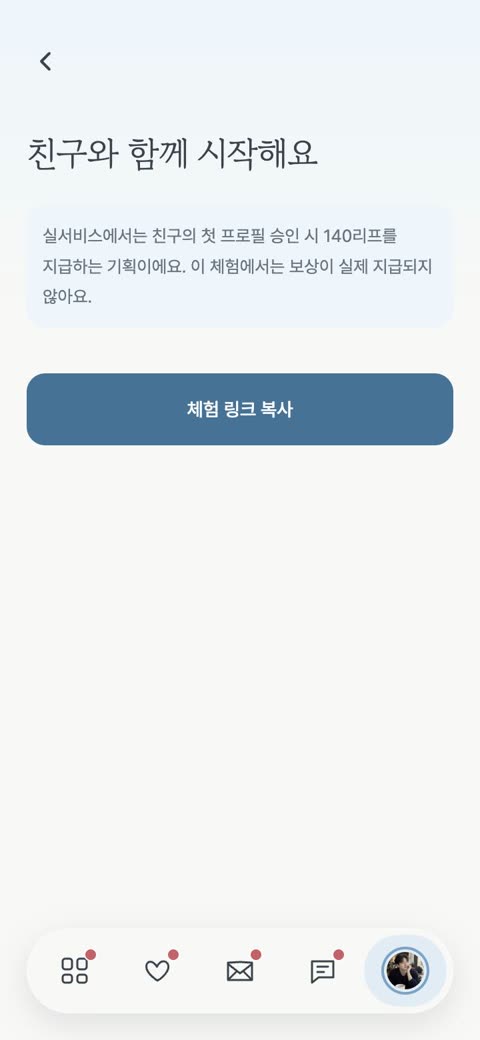 친구와 함께 시작해요
실서비스에서는 친구의 첫 프로필 승인 시 140리프를
지급하는 기획이에요. 이 체험에서는 보상이 실제 지급되지
않아요.
체험 링크 복사